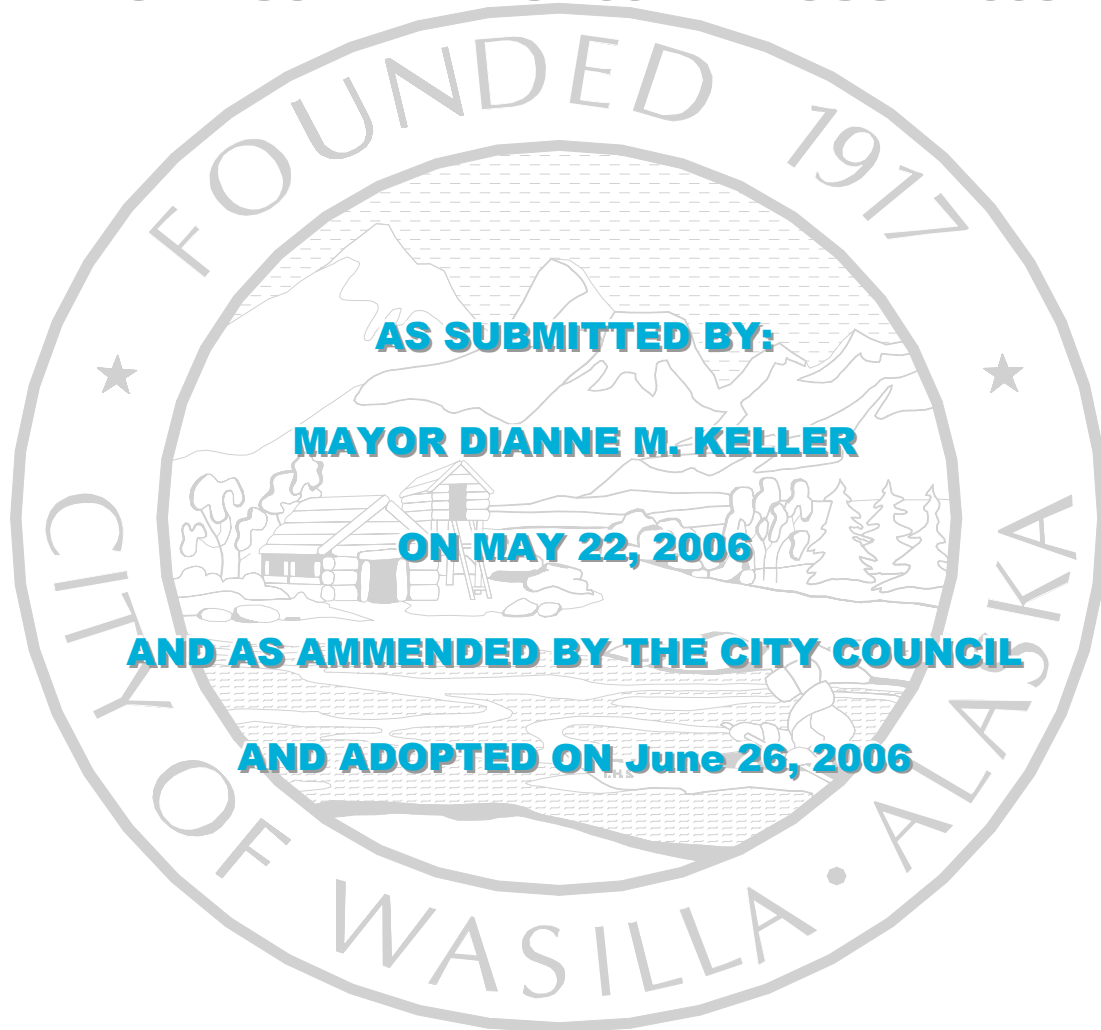 FOUNDED 1917
AS SUBMITTED BY:
MAYOR DIANNE M. KELLER
ON MAY 22, 2006
AND AS AMMENDED BY THE CITY COUNCIL
AND ADOPTED ON June 26, 2006
T.H.S.
CITY OF WASILLA • ALASKA